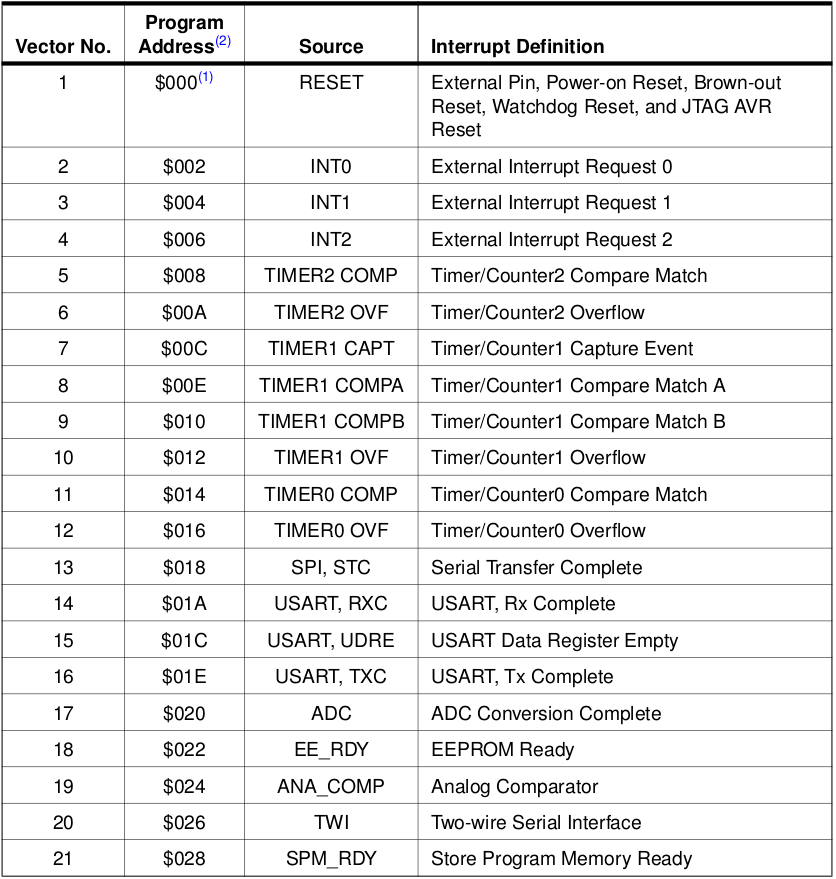 Vector No. Program Address(2) Source Interrupt Definition
1 $000(1) RESET External Pin, Power-on Reset, Brown-out
Reset, Watchdog Reset, and JTAG AVR
Reset
2 $002 INT0 External Interrupt Request 0
3 $004 INT1 External Interrupt Request 1
4 $006 INT2 External Interrupt Request 2
5 $008 TIMER2 COMP Timer/Counter2 Compare Match
6 $00A TIMER2 OVF Timer/Counter2 Overflow
7 $00C TIMER1 CAPT Timer/Counter1 Capture Event
8 $00E TIMER1 COMPA Timer/Counter1 Compare Match A
9 $010 TIMER1 COMPB Timer/Counter1 Compare Match B
10 $012 TIMER1 OVF Timer/Counter1 Overflow
11 $014 TIMER0 COMP Timer/Counter0 Compare Match
12 $016 TIMER0 OVF Timer/Counter0 Overflow
13 $018 SPI, STC Serial Transfer Complete
14 $01A USART, RXC USART, Rx Complete
15 $01C USART, UDRE USART Data Register Empty
16 $01E USART, TXC USART, Tx Complete
17 $020 ADC ADC Conversion Complete
18 $022 EE_RDY EEPROM Ready
19 $024 ANA_COMP Analog Comparator
20 $026 TWI Two-wire Serial Interface
21 $028 SPM_RDY Store Program Memory Ready